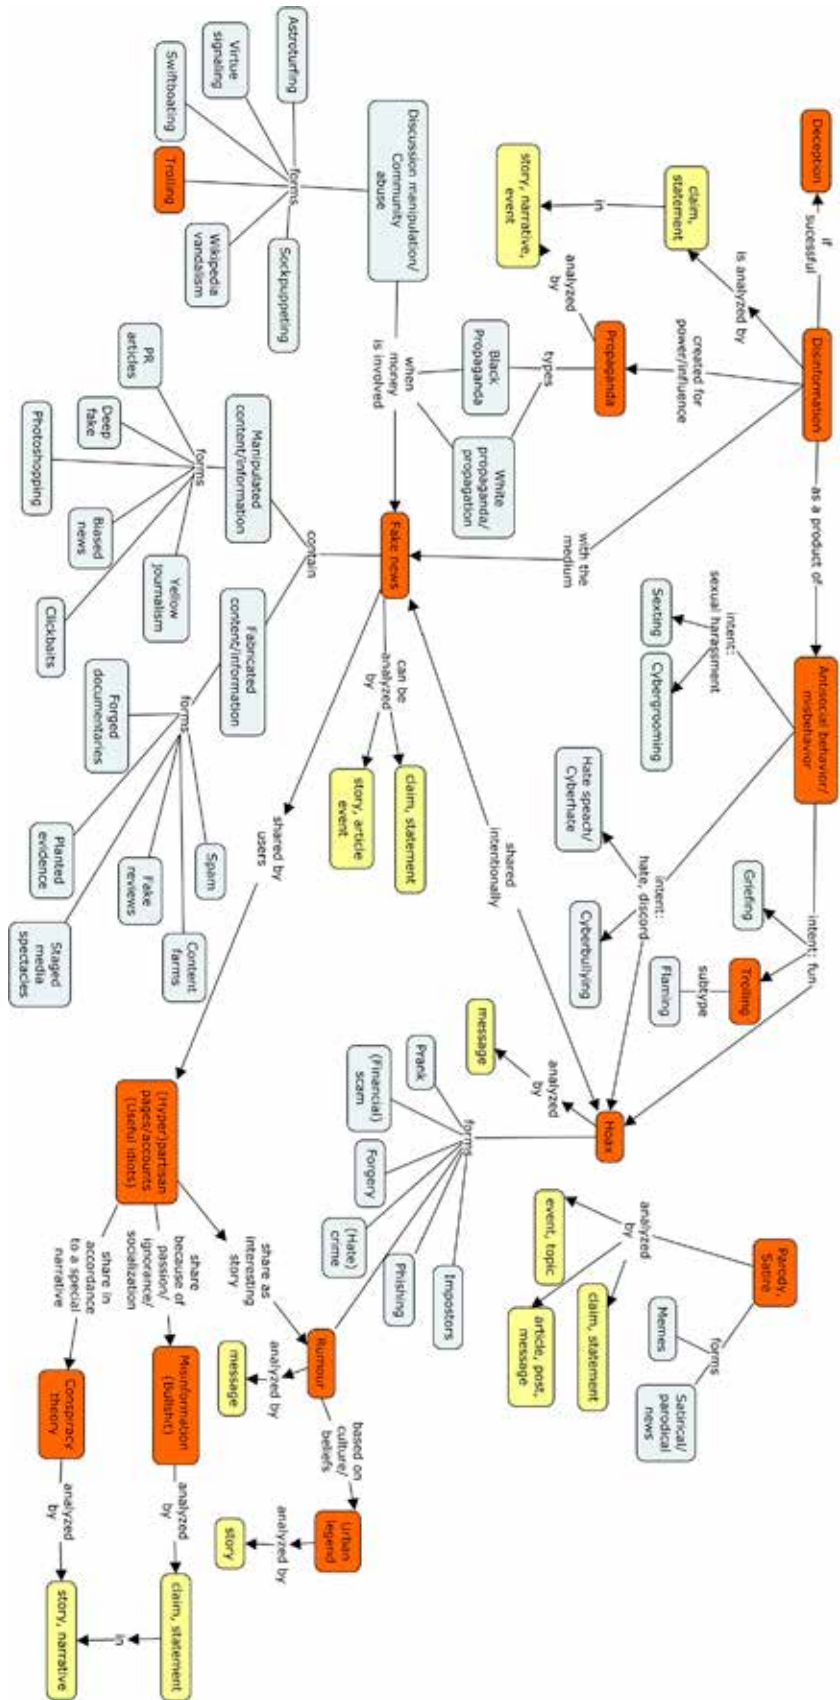 Deception
if
sucessful
Disinformation
as a product of
Antisocial behavior/
misbehavior
intent: fun
claim,
statement
is analyzed by
in
story, narrative,
event
analyzed
by
created for
power/influence
Propaganda
types
Black
Propaganda
White
propaganda/
propagation
with the
medium
intent:
sexual harassment
Sexting
Cybergrooming
intent:
hate, discord
Hate speach/
Cyberhate
Cyberbullying
Griefing
Trolling
subtype
Flaming
Parody,
Satire
analyzed
by
event, topic
claim, statement
article, post,
message
forms
Memes
Satirical/
parodical
news
Discussion manipulation/
Community
abuse
forms
Astroturfing
Virtue
signaling
Swiftboating
Trolling
Wikipedia
vandalism
Sockpuppeting
when
money
is involved
Fake news
shared
intentionally
Hoax
analyzed
by
message
forms
Prank
(Financial)
scam
Forgery
(Hate)
crime
Phishing
Impostors
contain
can be
analyzed
by
claim, statement
story, article
event
Manipulated
content/information
forms
PR
articles
Deep
fake
Photoshopping
Biased
news
Clickbaits
Yellow
journalism
Fabricated
content/information
forms
Forged
documentaries
Planted
evidence
Staged
media
spectacles
Fake
reviews
Content
farms
Spam
shared by
users
(Hyper)partisan
pages/accounts
(Useful idiots)
share as
interesting
story
Rumour
analyzed by
message
based on
culture/
beliefs
Urban
legend
analyzed by
story
share
because of
passion/
ignorance/
socialization
Misinformation
(Bullshit)
analyzed
by
claim, statement
in
share in
accordance
to a special
narrative
Conspiracy
theory
analyzed
by
story, narrative